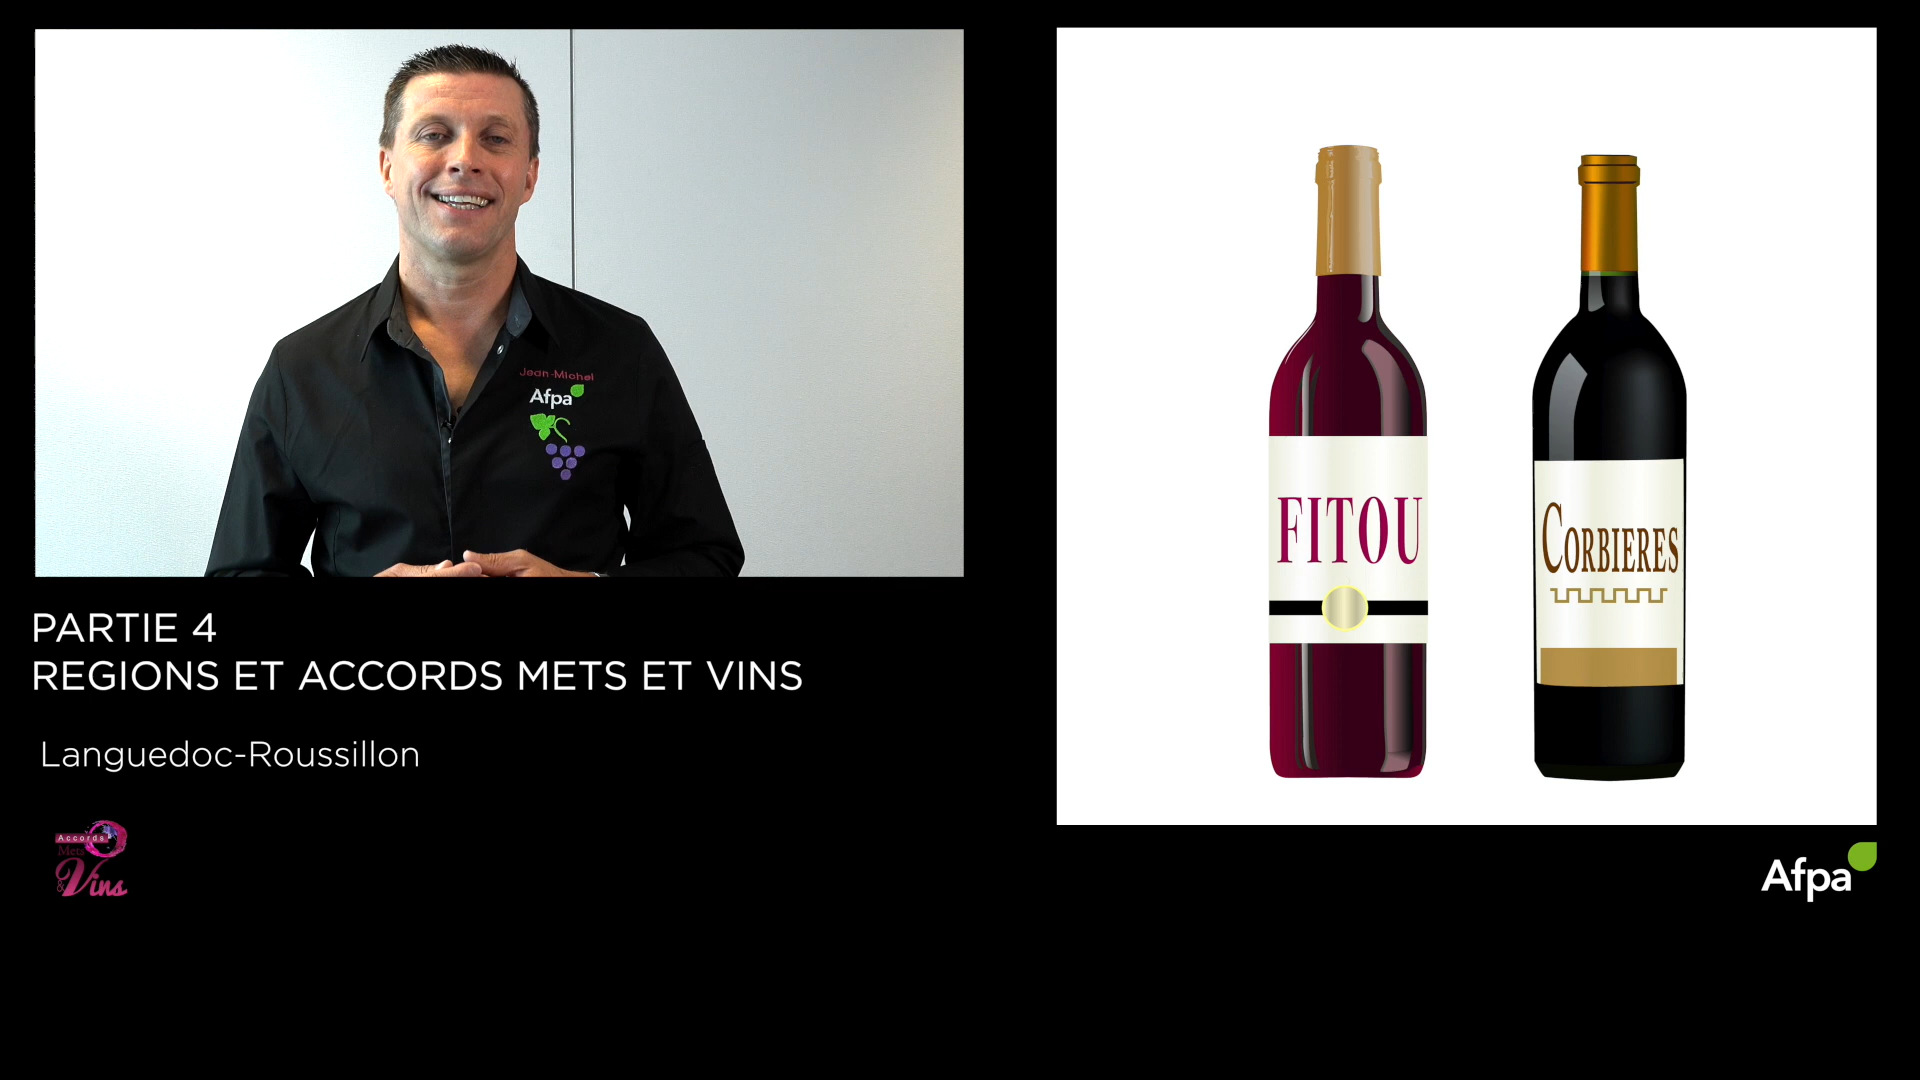 Jean-Michel
Afpa
PARTIE 4
REGIONS ET ACCORDS METS ET VINS
Languedoc-Roussillon
Accords
Mets
& Vins
FITOU
CORBIERES
Afpa